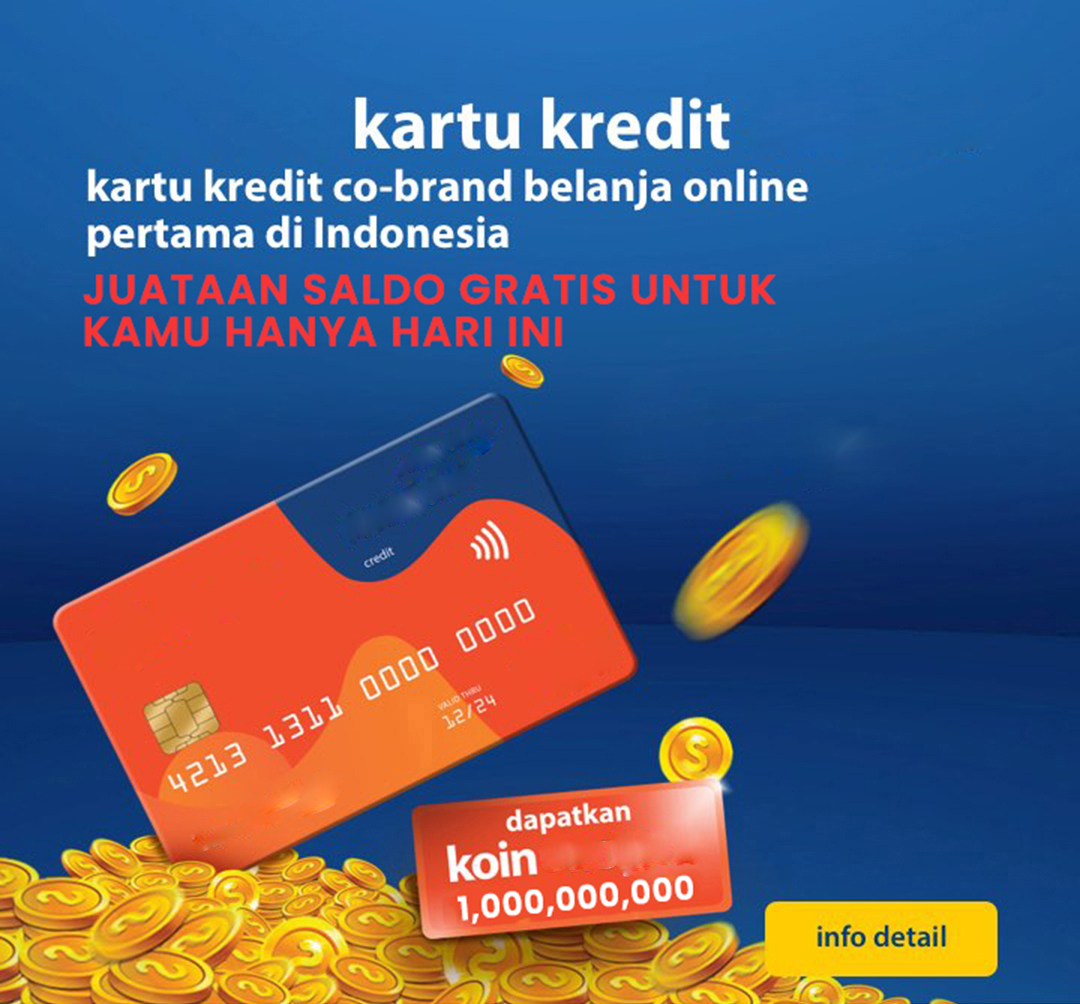 kartu kredit
kartu kredit co-brand belanja online
pertama di Indonesia
JUATAAN SALDO GRATIS UNTUK
KAMU HANYA HARI INI
credit
4213 1311 0000 0000
VALID THRU
12/24
dapatkan
koin
1,000,000,000
info detail